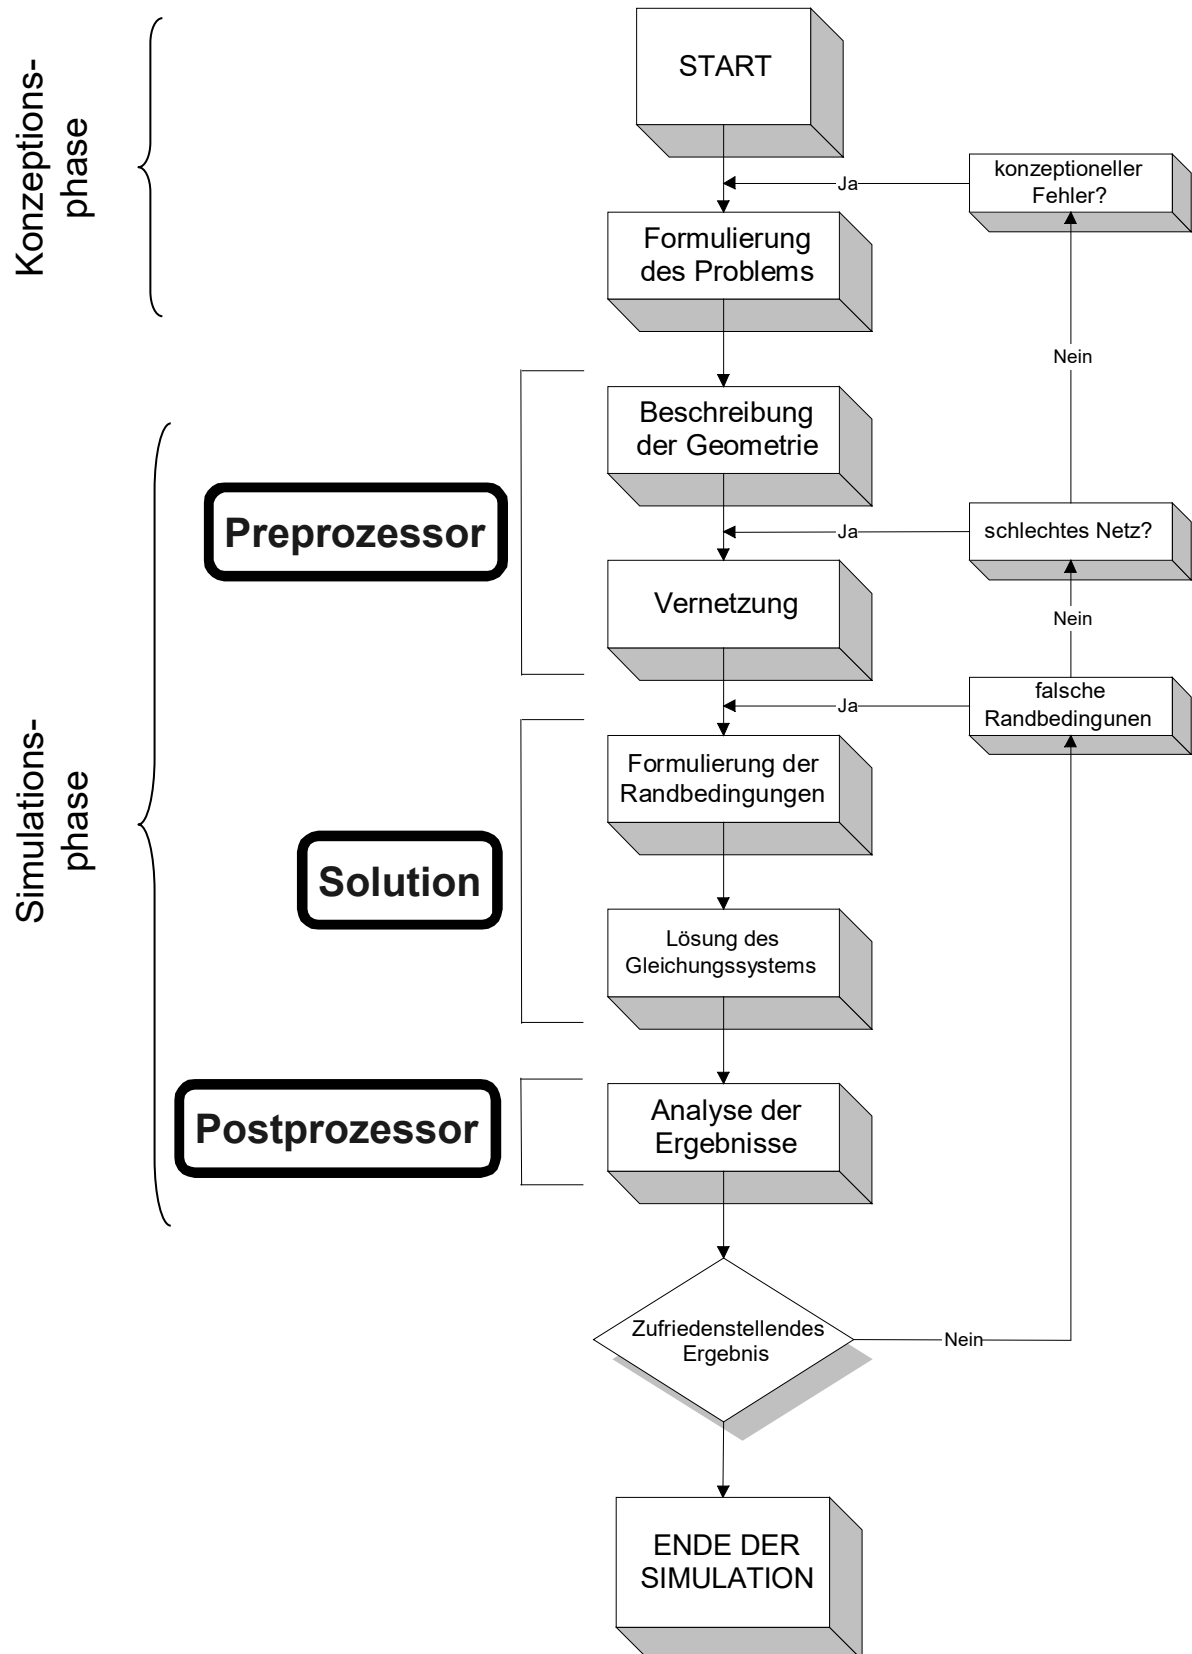 Konzeptions-
phase
START
konzeptioneller
Fehler?
Ja
Formulierung
des Problems
Nein
Beschreibung
der Geometrie
Preprozessor
schlechtes Netz?
Ja
Vernetzung
Nein
falsche
Randbedingunen
Ja
Simulations-
phase
Formulierung der
Randbedingungen
Solution
Lösung des
Gleichungssystems
Postprozessor
Analyse der
Ergebnisse
Zufriedenstellendes
Ergebnis
Nein
ENDE DER
SIMULATION